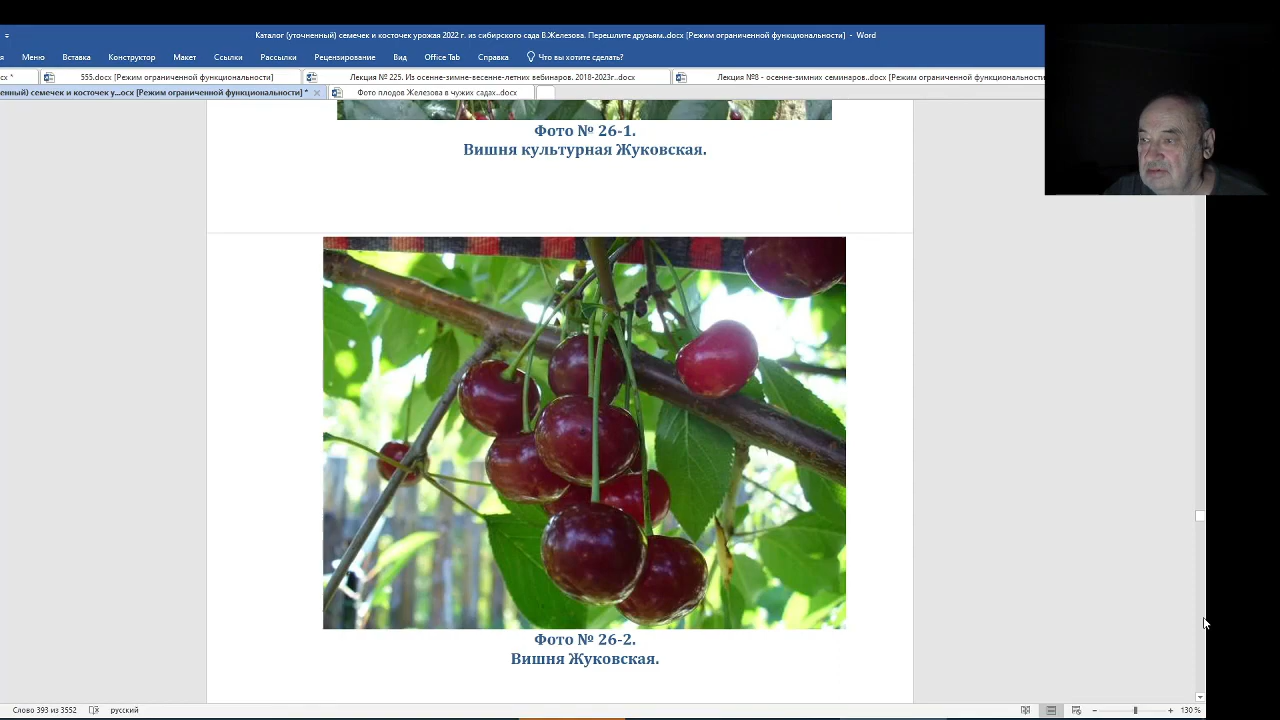 Каталог (уточненный) семечек и косточек урожая 2022 г. из сибирского сада В.Железова. Перешлите друзьям..docx [Режим ограниченной функциональности] - Word
Меню Вставка Конструктор Макет Ссылки Рассылки Рецензирование Вид Office Tab Справка Что вы хотите сделать?
cx * 555.docx [Режим ограниченной функциональности] Лекция № 225. Из осенне-зимне-весенне-летних вебинаров. 2018-2023г..docx Лекция №8 - осенне-зимних семинаров..docx [Режим ограниченной функциональности
енный) семечек и косточек у...ocx [Режим ограниченной функциональности] * Фото плодов Железова в чужих садах..docx
Фото № 26-1.
Вишня культурная Жуковская.
Фото № 26-2.
Вишня Жуковская.
Слово 393 из 3552 русский 130 %